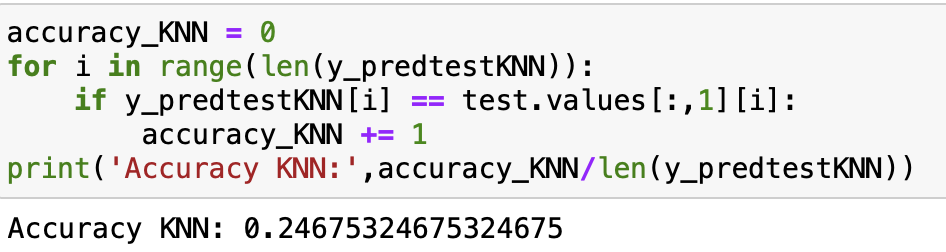 accuracy_KNN = 0
for i in range(len(y_predtestKNN)):
    if y_predtestKNN[i] == test.values[:,1][i]:
        accuracy_KNN += 1
print('Accuracy KNN:',accuracy_KNN/len(y_predtestKNN))
Accuracy KNN: 0.24675324675324675